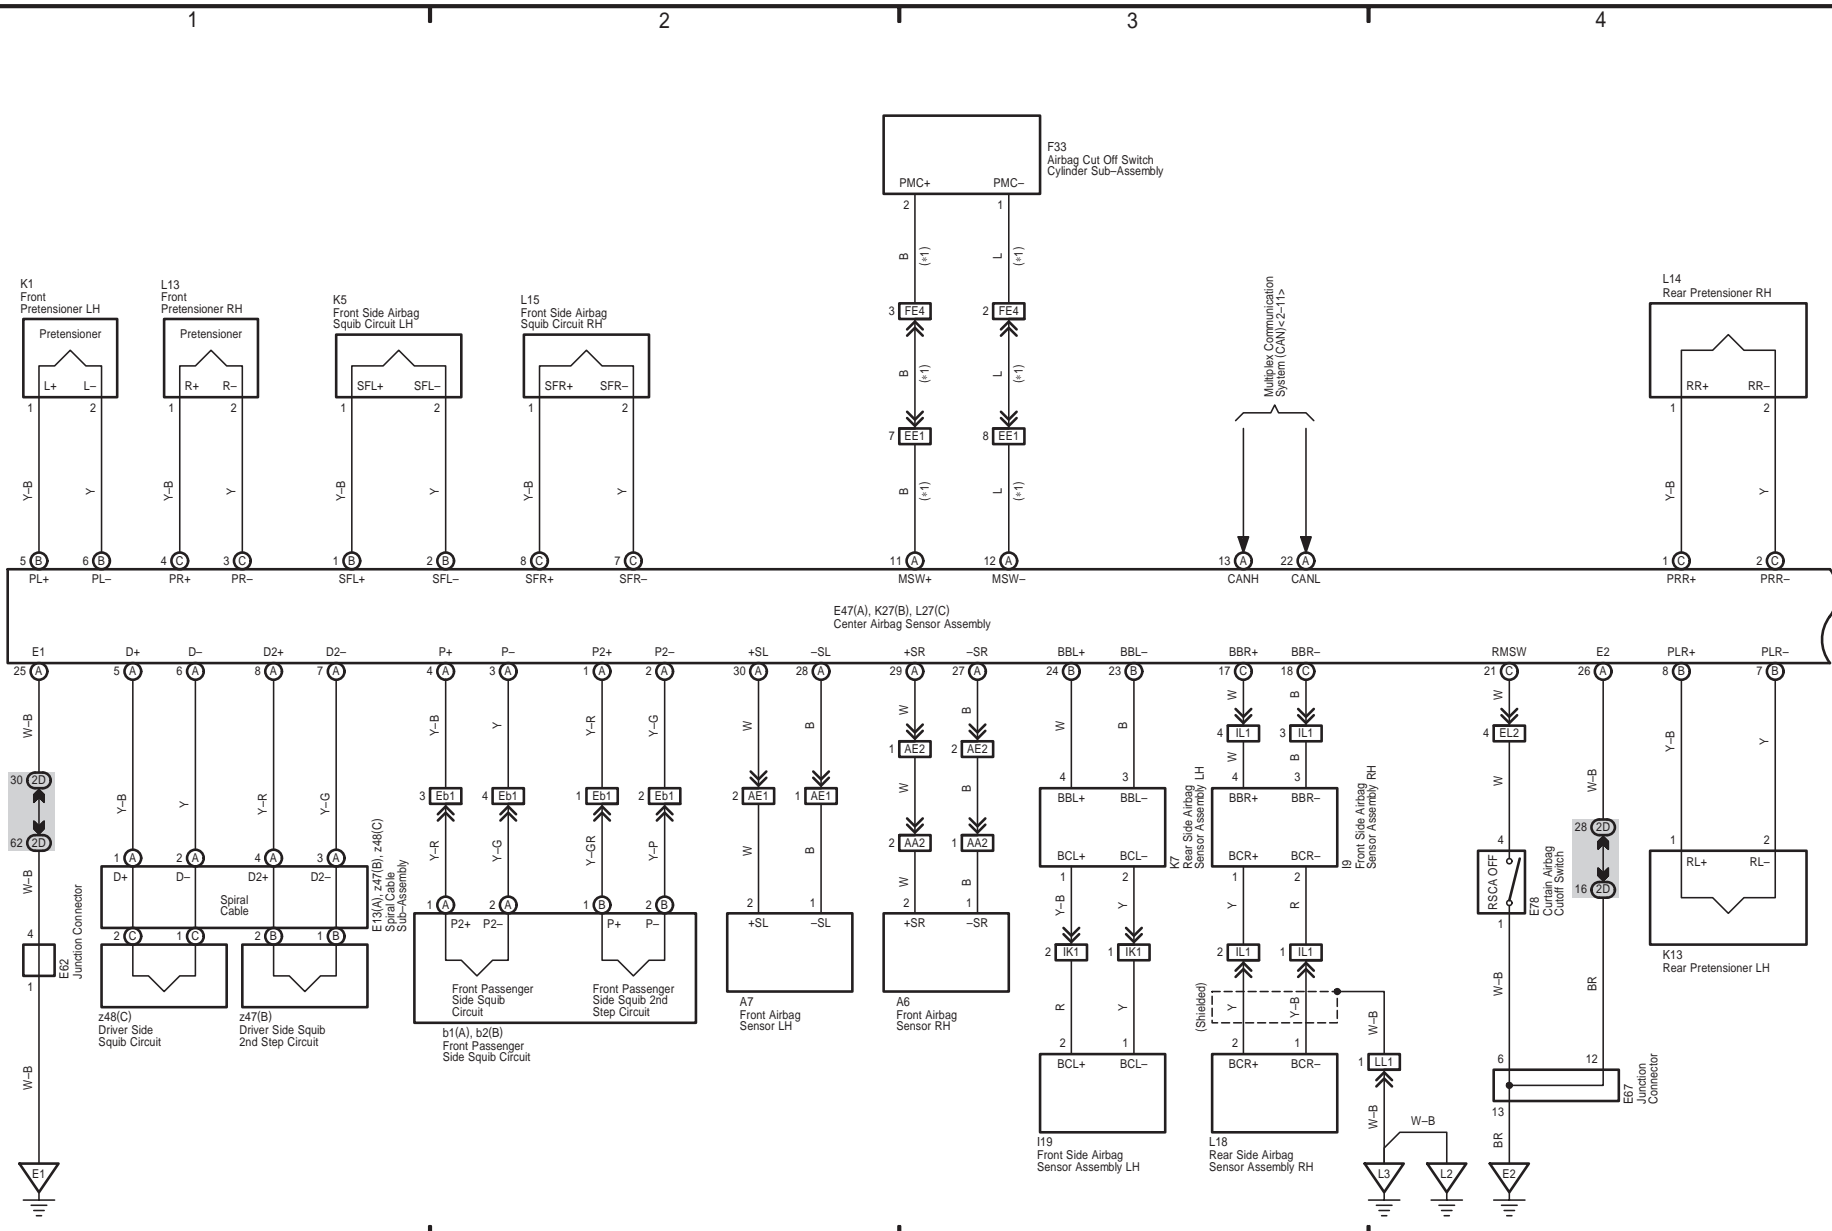 1
2
3
4
F33
Airbag Cut Off Switch
Cylinder Sub–Assembly
PMC+
PMC–
2
1
B
(∗1)
L
(∗1)
3
FE4
2
FE4
B
(∗1)
L
(∗1)
7
EE1
8
EE1
B
(∗1)
L
(∗1)
K1
Front
Pretensioner LH
Pretensioner
L+
L–
1
2
Y–B
Y
L13
Front
Pretensioner RH
Pretensioner
R+
R–
1
2
Y–B
Y
K5
Front Side Airbag
Squib Circuit LH
SFL+
SFL–
1
2
Y–B
Y
L15
Front Side Airbag
Squib Circuit RH
SFR+
SFR–
1
2
Y–B
Y
Multiplex Communication
System (CAN)<2–11>
L14
Rear Pretensioner RH
RR+
RR–
1
2
Y–B
Y
5 B
6 B
4 C
3 C
1 B
2 B
8 C
7 C
11 A
12 A
13 A
22 A
1 C
2 C
PL+
PL–
PR+
PR–
SFL+
SFL–
SFR+
SFR–
MSW+
MSW–
CANH
CANL
PRR+
PRR–
E47(A), K27(B), L27(C)
Center Airbag Sensor Assembly
E1
D+
D–
D2+
D2–
P+
P–
P2+
P2–
+SL
–SL
+SR
–SR
BBL+
BBL–
BBR+
BBR–
RMSW
E2
PLR+
PLR–
25 A
5 A
6 A
8 A
7 A
4 A
3 A
1 A
2 A
30 A
28 A
29 A
27 A
24 B
23 B
17 C
18 C
21 C
26 A
8 B
7 B
W–B
30 2D
62 2D
W–B
4
E62
Junction Connector
1
W–B
E1
Y–B
Y
Y–R
Y–G
1 A
2 A
4 A
3 A
D+
D–
D2+
D2–
Spiral
Cable
E13(A), z47(B), z48(C)
Spiral Cable
Sub–Assembly
2 C
1 C
2 B
1 B
z48(C)
Driver Side
Squib Circuit
z47(B)
Driver Side Squib
2nd Step Circuit
Y–B
Y
Y–R
Y–G
3 Eb1
4 Eb1
1 Eb1
2 Eb1
Y–R
Y–G
Y–GR
Y–P
1 A
2 A
1 B
2 B
P2+
P2–
P+
P–
Front Passenger
Side Squib
Circuit
Front Passenger
Side Squib 2nd
Step Circuit
b1(A), b2(B)
Front Passenger
Side Squib Circuit
W
B
2 AE1
1 AE1
W
B
2
1
+SL
–SL
A7
Front Airbag
Sensor LH
W
B
1 AE2
2 AE2
W
B
2 AA2
1 AA2
W
B
2
1
+SR
–SR
A6
Front Airbag
Sensor RH
W
B
4
3
BBL+
BBL–
BCL+
BCL–
K7
Rear Side Airbag
Sensor Assembly LH
1
2
Y–B
Y
2 IK1
1 IK1
R
Y
2
1
BCL+
BCL–
I19
Front Side Airbag
Sensor Assembly LH
W
B
4 IL1
3 IL1
W
B
4
3
BBR+
BBR–
BCR+
BCR–
I9
Front Side Airbag
Sensor Assembly RH
1
2
Y
R
2 IL1
1 IL1
(Shielded)
Y
Y–B
2
1
BCR+
BCR–
L18
Rear Side Airbag
Sensor Assembly RH
W–B
1 LL1
W–B
W–B
L3
L2
W
4 EL2
W
4
RSCA OFF
E78
Curtain Airbag
Cutoff Switch
1
W–B
6
W–B
28 2D
16 2D
BR
12
E67
Junction
Connector
13
BR
E2
Y–B
Y
1
2
RL+
RL–
K13
Rear Pretensioner LH